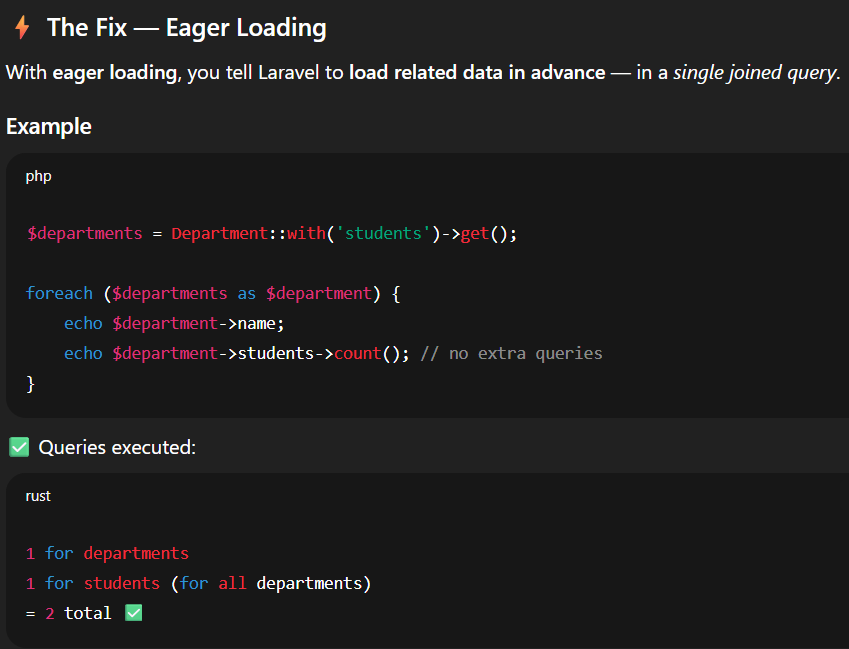 ⚡ The Fix — Eager Loading
With eager loading, you tell Laravel to load related data in advance — in a single joined query.
Example
php
$departments = Department::with('students')->get();
foreach ($departments as $department) {
    echo $department->name;
    echo $department->students->count(); // no extra queries
}
✅ Queries executed:
rust
1 for departments
1 for students (for all departments)
= 2 total ✅